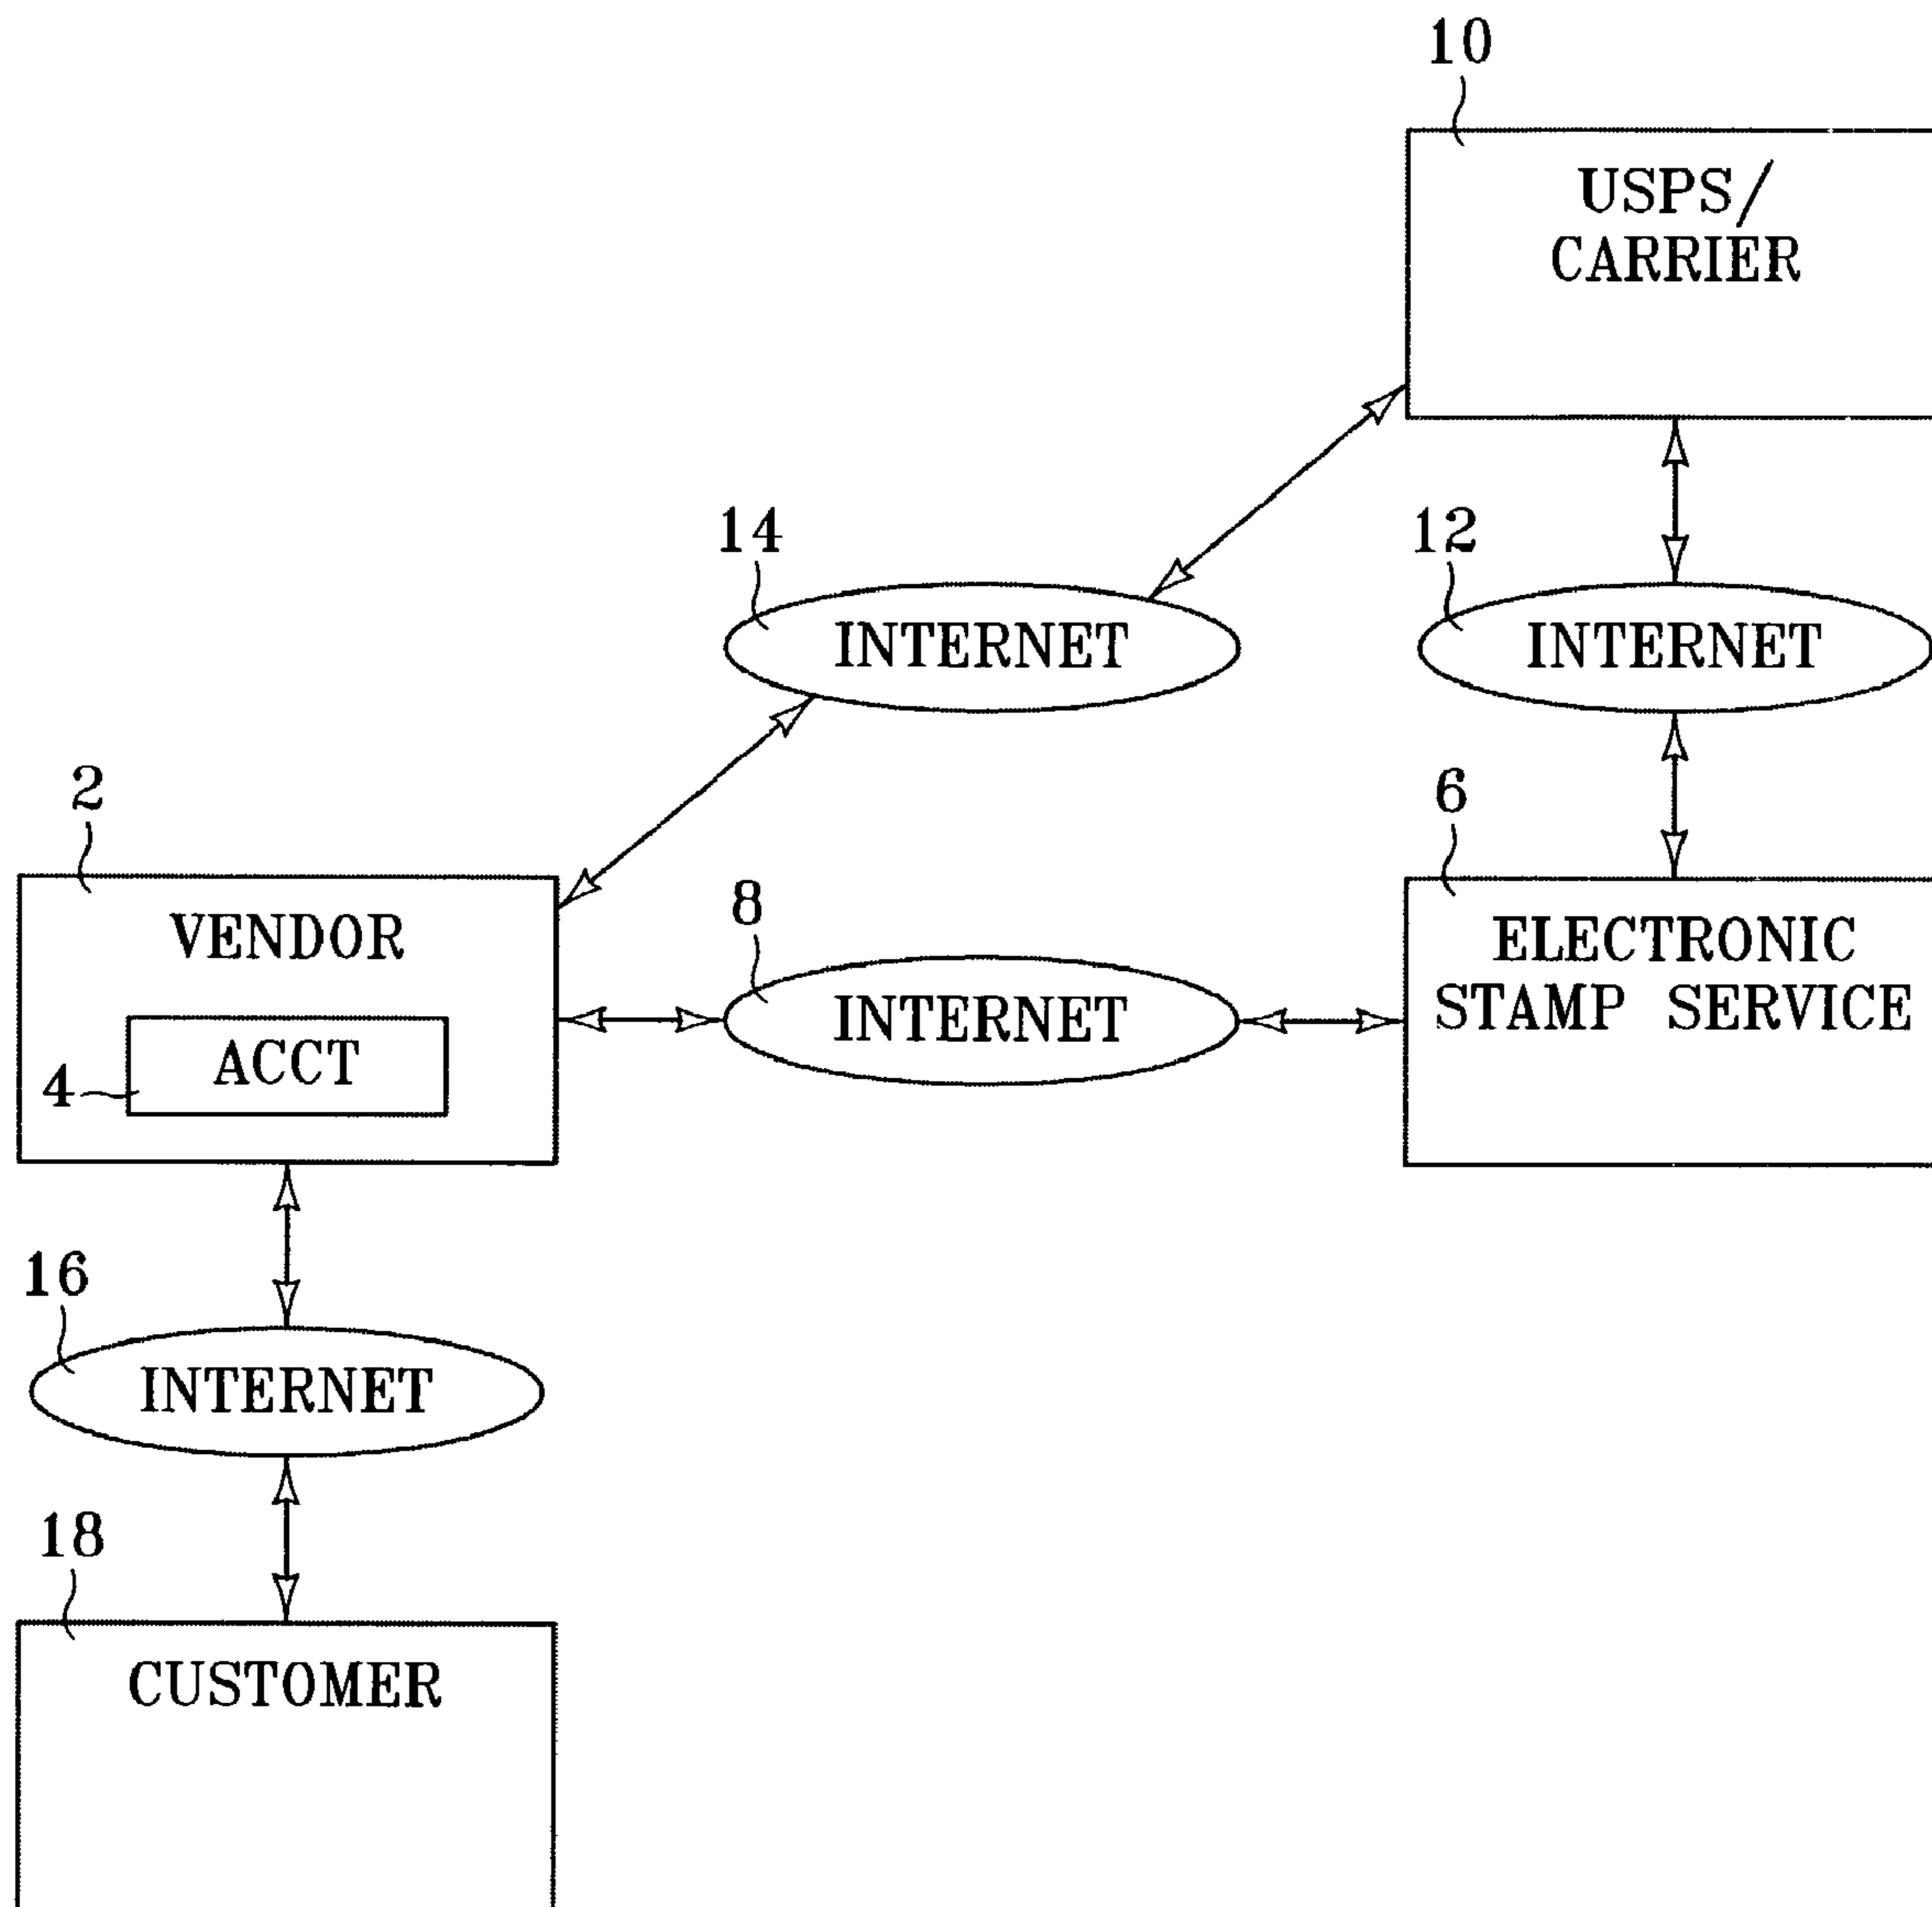 10
USPS/
CARRIER
14
12
INTERNET
INTERNET
2
6
8
VENDOR
ELECTRONIC
STAMP SERVICE
INTERNET
ACCT
4
16
INTERNET
18
CUSTOMER